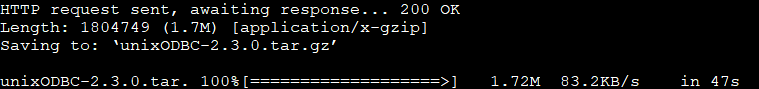 HTTP request sent, awaiting response... 200 OK
Length: 1804749 (1.7M) [application/x-gzip]
Saving to: ‘unixODBC-2.3.0.tar.gz’
unixODBC-2.3.0.tar. 100%[===================>] 1.72M 83.2KB/s in 47s